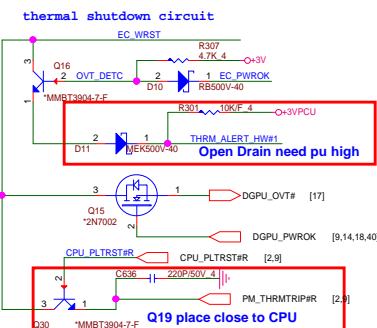 thermal shutdown circuit
EC_WRST
R307
4.7K_4
+3V
Q16
3
2
OVT_DETC
2
1
EC_PWROK
D10
RB500V-40
1
*MMBT3904-7-F
R301
10K/F_4
+3VPCU
2
1
THRM_ALERT_HW#1
D11
MEK500V-40
Open Drain need pu high
3
1
DGPU_OVT#
[17]
Q15
*2N7002
2
DGPU_PWROK
[9,14,18,40]
CPU_PLTRST#R
CPU_PLTRST#R
[2,9]
2
C636
220P/50V_4
3
1
PM_THRMTRIP#R
[2,9]
Q30
*MMBT3904-7-F
Q19 place close to CPU